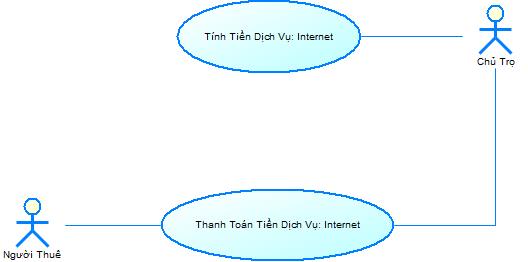 Tính Tiền Dịch Vụ: Internet
Chủ Trọ
Thanh Toán Tiền Dịch Vụ: Internet
Người Thuê